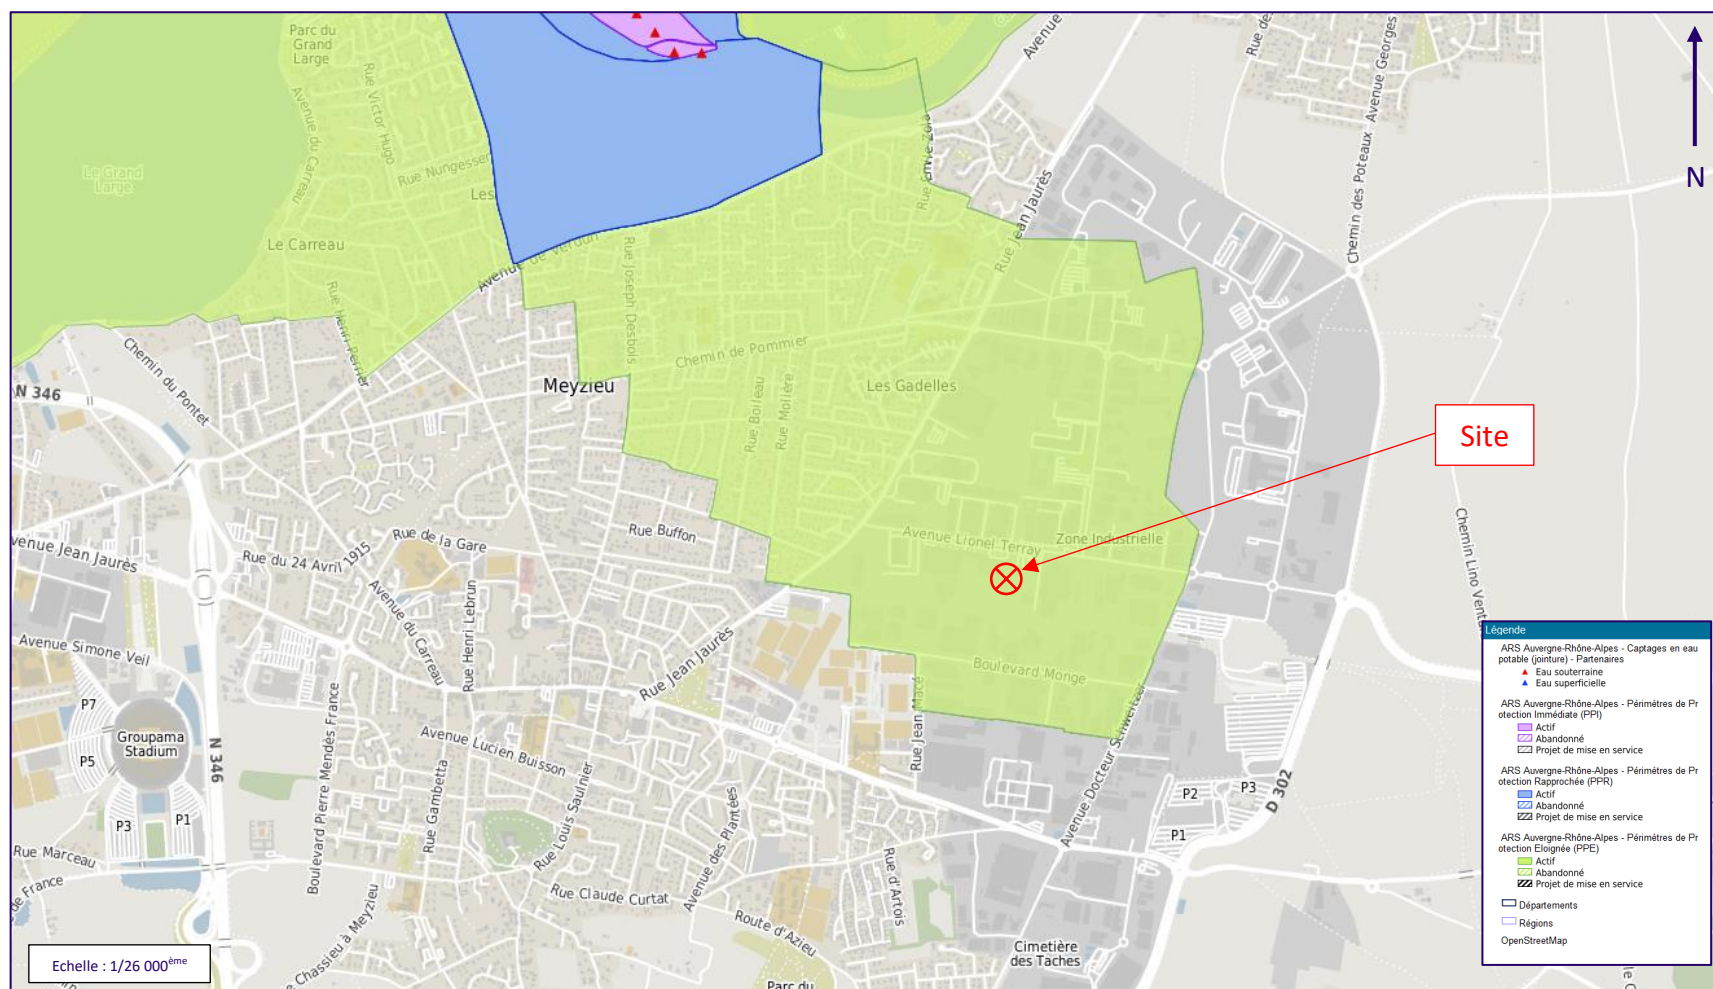 Parc du
Grand
Large
Avenue
Rue des
Chemin des Poteaux
Avenue Georges
N
Rue Victor Hugo
Avenue du Carreau
Le Grand
Large
Rue Nungesser
Les
Rue Emile Zola
Rue Jean Jaurès
Le Carreau
Avenue de Verdun
Rue Joseph Desbois
Rue Henri Perrier
Chemin du Pontet
N 346
Chemin de Pommier
Meyzieu
Les Gadelles
Rue Boileau
Rue Molière
Site
Rue Buffon
Avenue Lionel Terray
Zone Industrielle
Rue de la Gare
Rue du 24 Avril 1915
venue Jean Jaurès
Chemin Lino Ventu
Avenue du Carreau
Rue Henri Lebrun
Avenue Simone Veil
Rue Jean Jaurès
Boulevard Monge
Rue Jean Macé
Avenue Docteur Schweitzer
P7
Groupama
Stadium
P5
N 346
P3
P1
Boulevard Pierre Mendès France
Rue Gambetta
Avenue Lucien Buisson
Rue Louis Saulnier
Avenue des Plantées
P2
P3
P1
D 302
Rue Marceau
de France
Rue Claude Curtat
Route d'Azieu
Rue d'Artois
e Chassieu à Meyzieu
Cimetière
des Taches
Parc du
Echelle : 1/26 000ème
Légende
ARS Auvergne-Rhône-Alpes - Captages en eau
potable (jointure) - Partenaires
Eau souterraine
Eau superficielle
ARS Auvergne-Rhône-Alpes - Périmètres de Pr
otection Immédiate (PPI)
Actif
Abandonné
Projet de mise en service
ARS Auvergne-Rhône-Alpes - Périmètres de Pr
otection Rapprochée (PPR)
Actif
Abandonné
Projet de mise en service
ARS Auvergne-Rhône-Alpes - Périmètres de Pr
otection Eloignée (PPE)
Actif
Abandonné
Projet de mise en service
Départements
Régions
OpenStreetMap